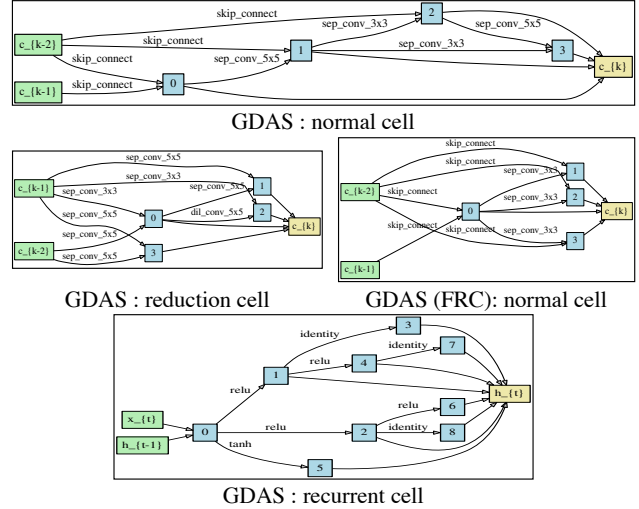 skip_connect
2
sep_conv_3x3
sep_conv_5x5
c_{k-2}
skip_connect
1
sep_conv_3x3
3
skip_connect
sep_conv_5x5
c_{k}
c_{k-1}
skip_connect
0
GDAS : normal cell
sep_conv_5x5
c_{k-1}
sep_conv_3x3
sep_conv_5x5
1
sep_conv_3x3
sep_conv_5x5
0
dil_conv_5x5
2
c_{k}
c_{k-2}
sep_conv_5x5
3
GDAS : reduction cell
skip_connect
skip_connect
sep_conv_3x3
1
c_{k-2}
skip_connect
sep_conv_3x3
2
0
c_{k}
skip_connect
sep_conv_3x3
3
skip_connect
c_{k-1}
GDAS (FRC): normal cell
identity
3
identity
7
relu
4
1
relu
h_{t}
x_{t}
relu
6
0
relu
2
h_{t-1}
identity
8
tanh
5
GDAS : recurrent cell